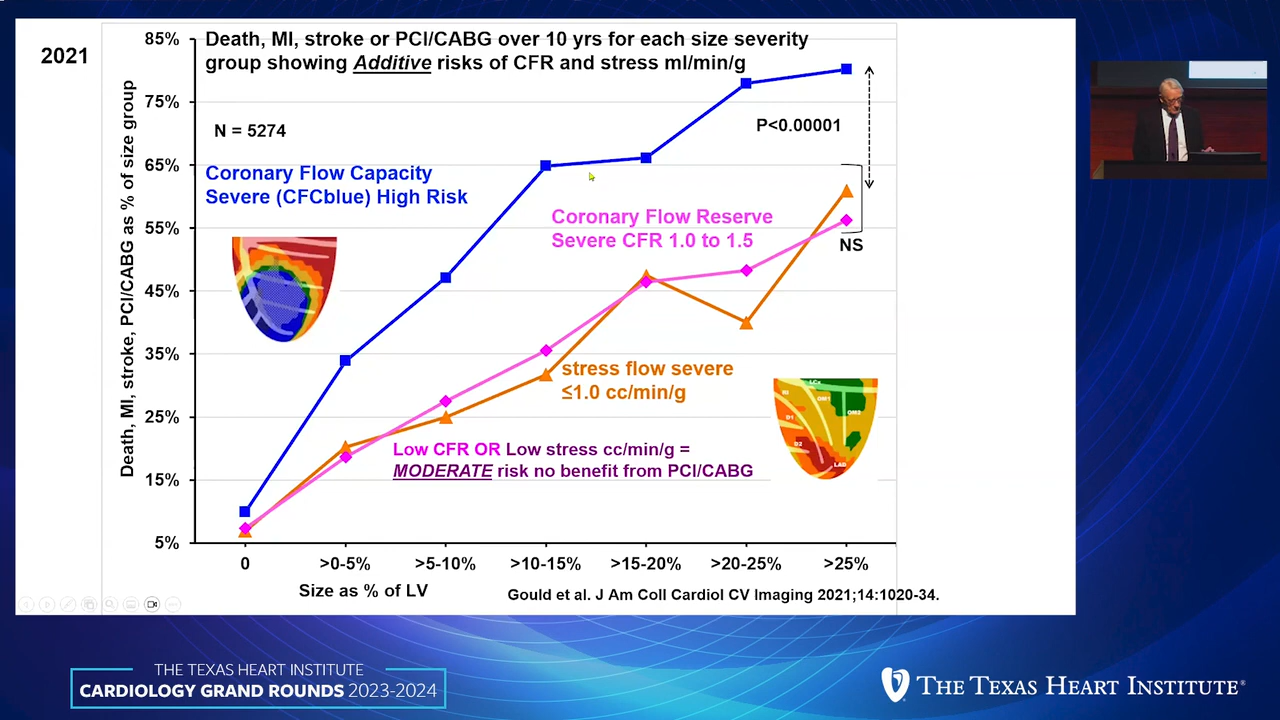 2021
Death, MI, stroke or PCI/CABG over 10 yrs for each size severity
group showing Additive risks of CFR and stress ml/min/g
Death, MI, stroke, PCI/CABG as % of size group
85%
75%
65%
55%
45%
35%
25%
15%
5%
N = 5274
P<0.00001
Coronary Flow Capacity
Severe (CFCblue) High Risk
Coronary Flow Reserve
Severe CFR 1.0 to 1.5
NS
stress flow severe
≤1.0 cc/min/g
LCx
OM1
OM2
D1
D2
LAD
Low CFR OR Low stress cc/min/g =
MODERATE risk no benefit from PCI/CABG
0
>0-5%
>5-10%
>10-15%
>15-20%
>20-25%
>25%
Size as % of LV
Gould et al. J Am Coll Cardiol CV Imaging 2021;14:1020-34.
THE TEXAS HEART INSTITUTE
CARDIOLOGY GRAND ROUNDS 2023-2024
THE TEXAS HEART INSTITUTE®